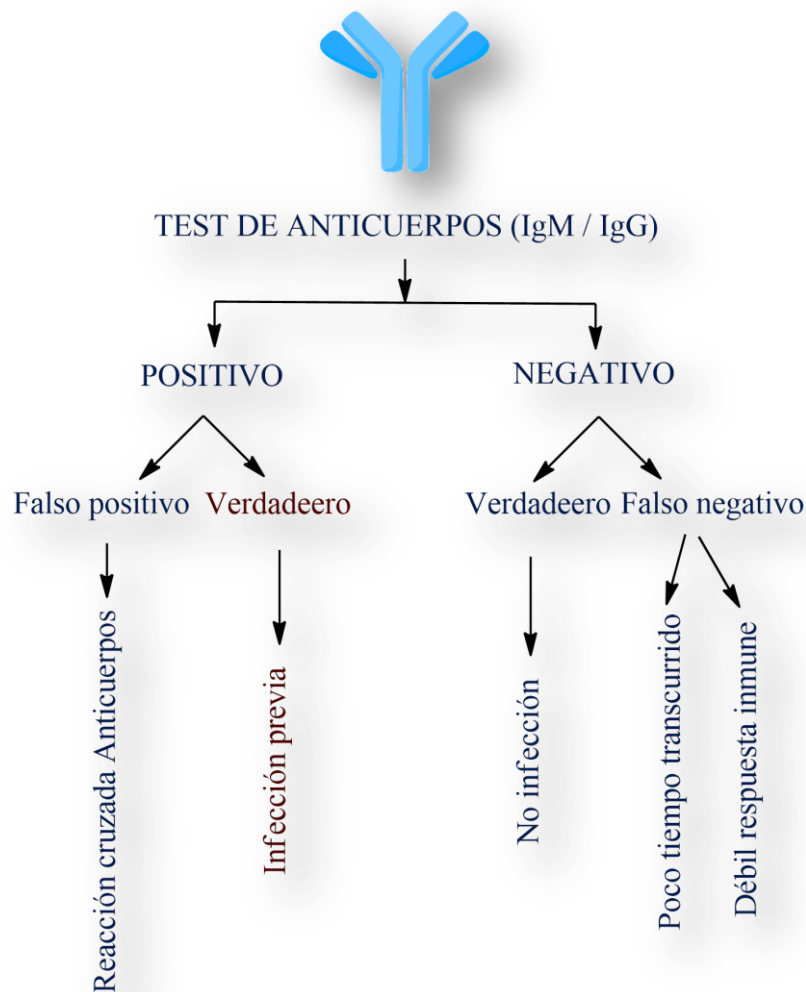 TEST DE ANTICUERPOS (IgM / IgG)
POSITIVO
NEGATIVO
Falso positivo
Verdadeero
Verdadeero
Falso negativo
Reacción cruzada Anticuerpos
Infección previa
No infección
Poco tiempo transcurrido
Débil respuesta inmune